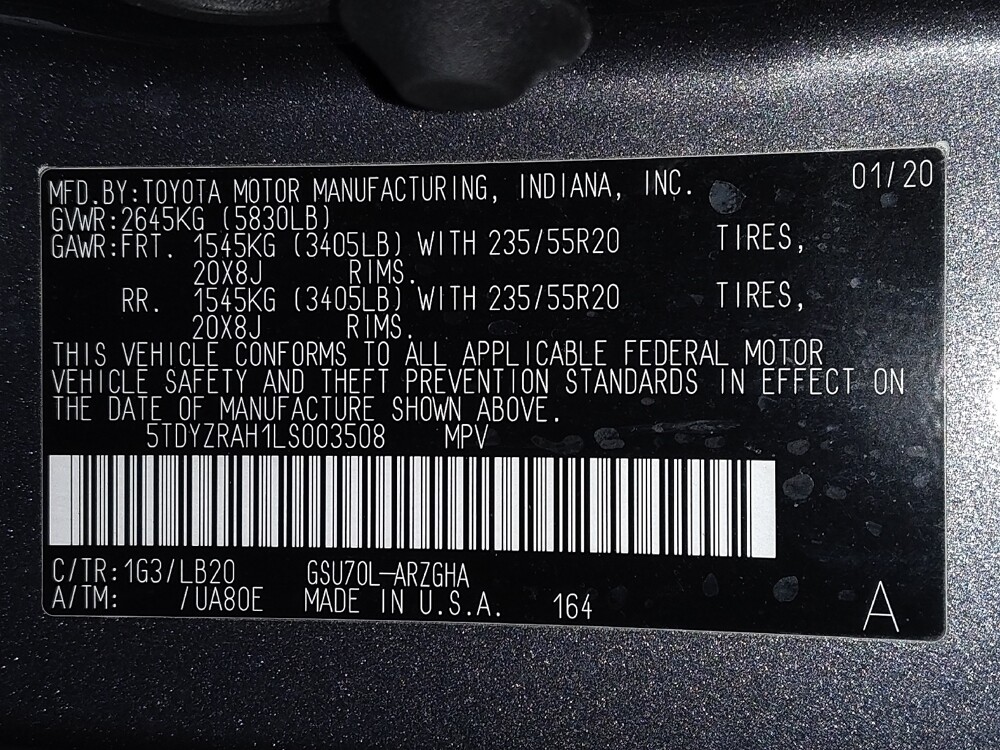 MFD.BY:TOYOTA MOTOR MANUFACTURING, INDIANA, INC. 01/20
GVWR:2645KG (5830LB)
GAWR:FRT. 1545KG (3405LB) WITH 235/55R20 TIRES,
20X8J RIMS.
RR. 1545KG (3405LB) WITH 235/55R20 TIRES,
20X8J RIMS.
THIS VEHICLE CONFORMS TO ALL APPLICABLE FEDERAL MOTOR
VEHICLE SAFETY AND THEFT PREVENTION STANDARDS IN EFFECT ON
THE DATE OF MANUFACTURE SHOWN ABOVE.
5TDYZRAH1LS003508 MPV
C/TR:1G3/LB20 GSU70L-ARZGHA
A/TM: /UA80E MADE IN U.S.A. 164 A